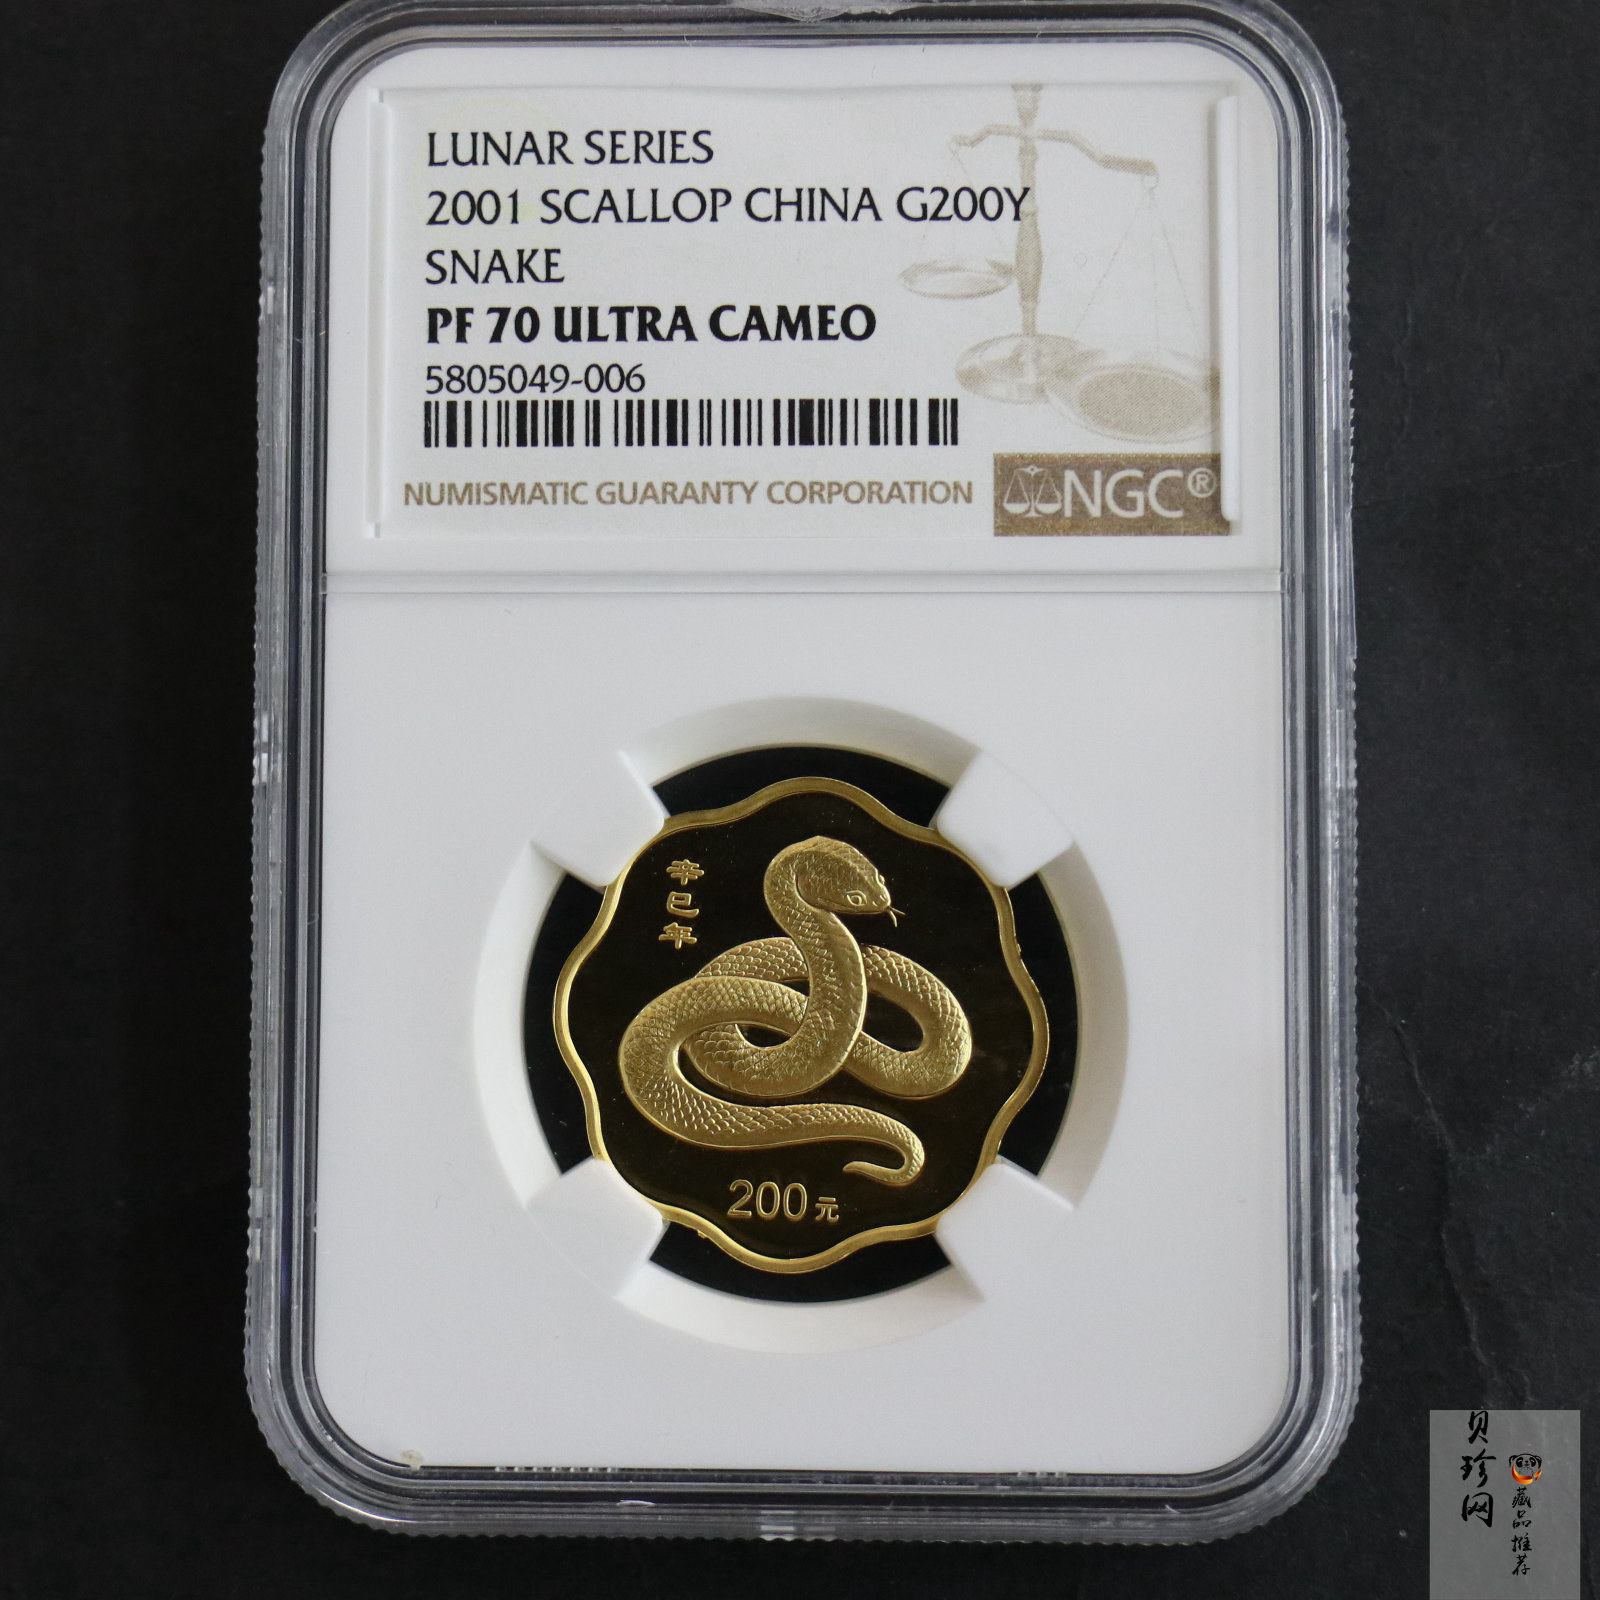 LUNAR SERIES
2001 SCALLOP CHINA G200Y
SNAKE
PF 70 ULTRA CAMEO
5805049-006
NUMISMATIC GUARANTY CORPORATION
NGC®
辛巳年
200元
贝珍网
藏品推荐